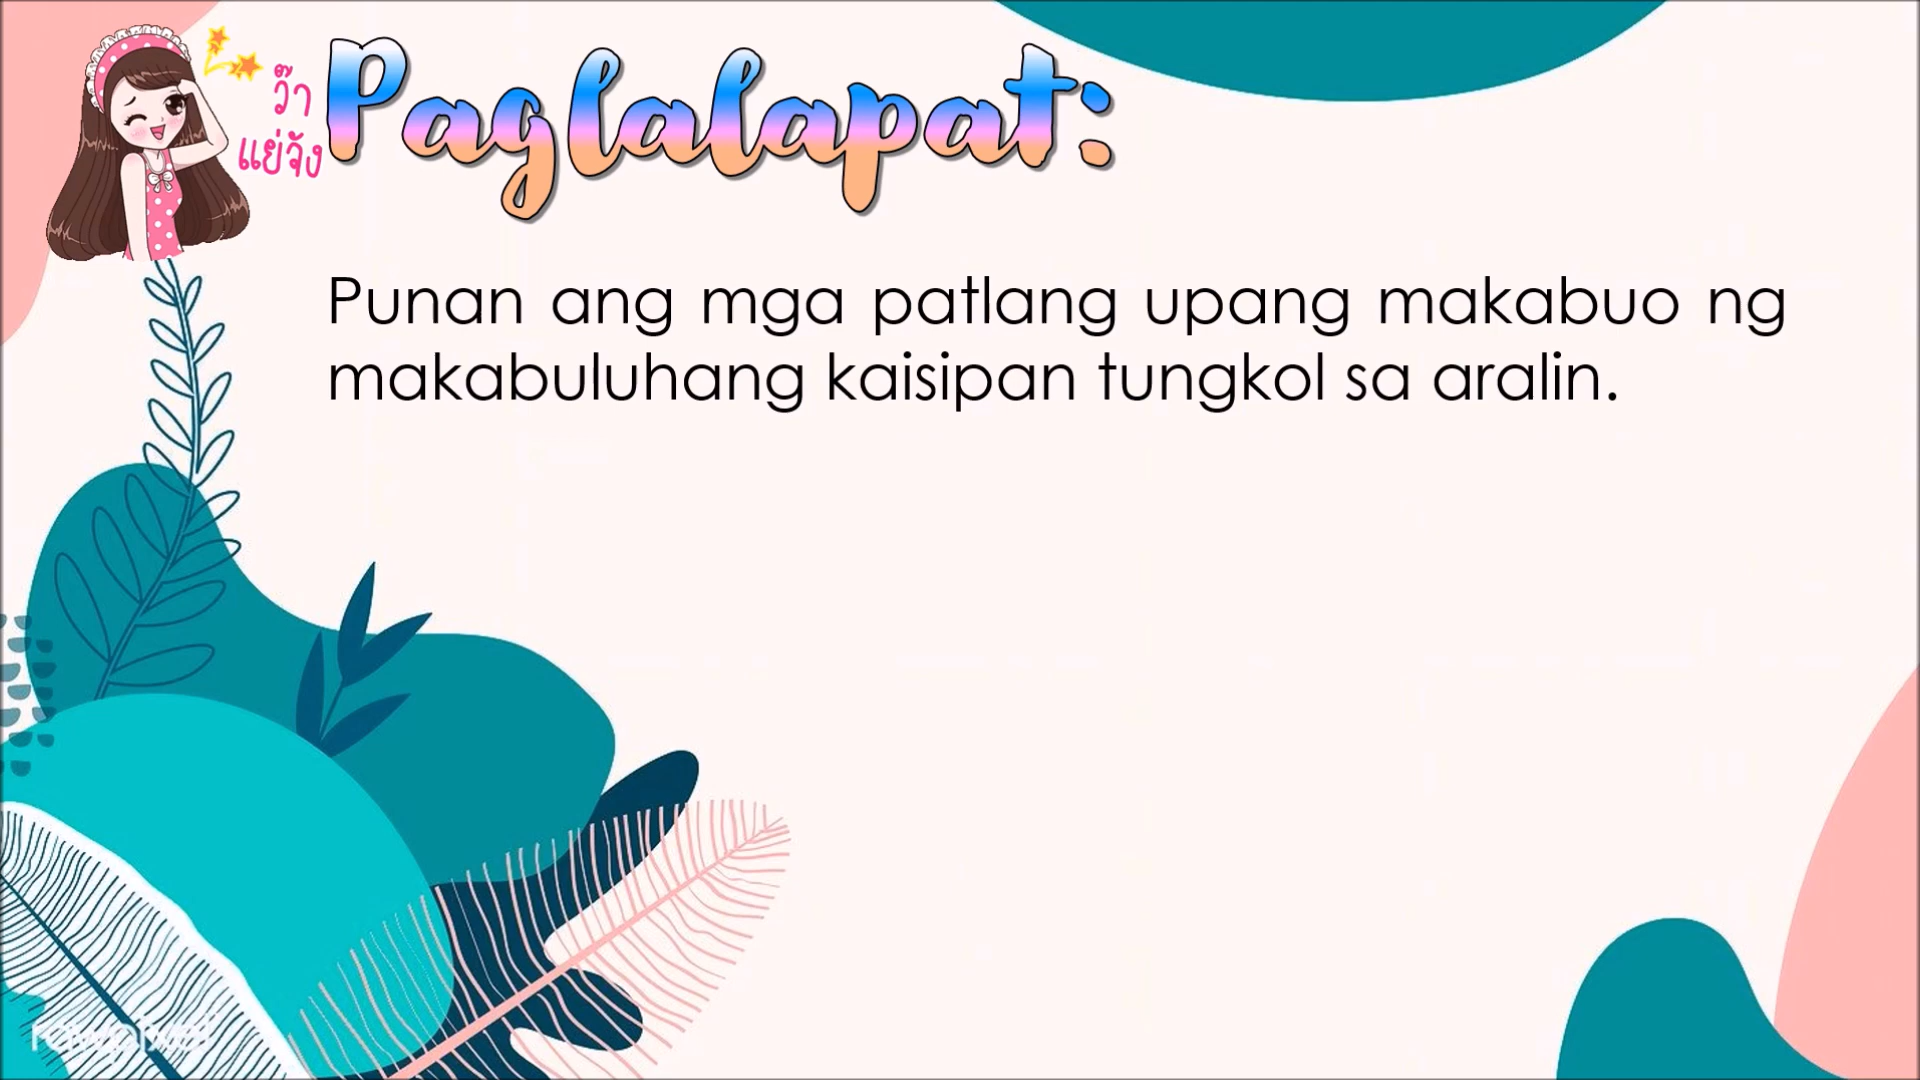 Paglalapat:
ว๊า
แย่จัง
Punan ang mga patlang upang makabuo ng
makabuluhang kaisipan tungkol sa aralin.
rawpixel